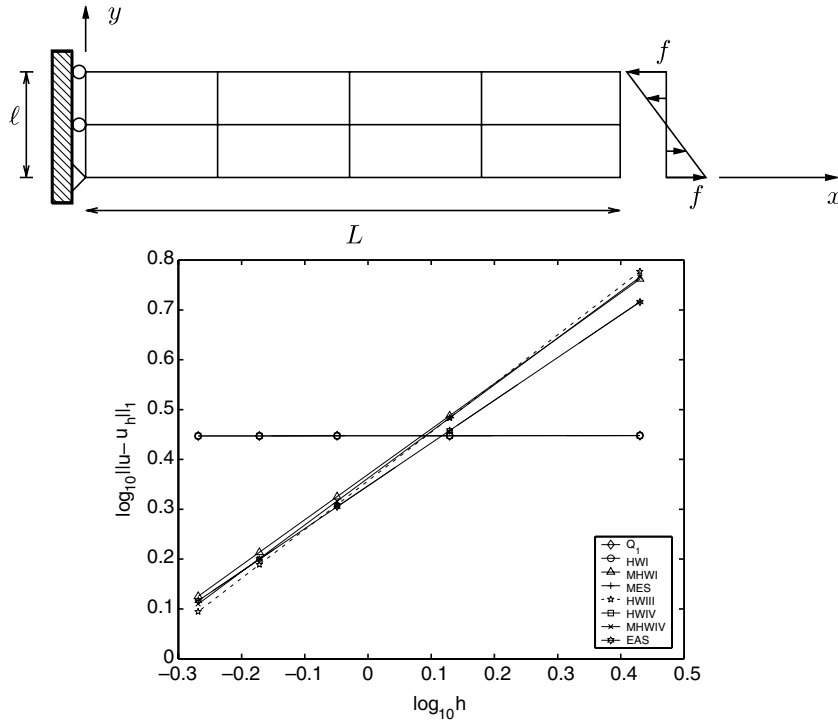 y
f
ℓ
f
x
L
0.8
0.7
0.6
0.5
0.4
0.3
0.2
0.1
0
log₁₀||u−u_h||₁
Q₁
HWI
MHWI
MES
HWIII
HWIV
MHWIV
EAS
−0.3 −0.2 −0.1 0 0.1 0.2 0.3 0.4 0.5
log₁₀h